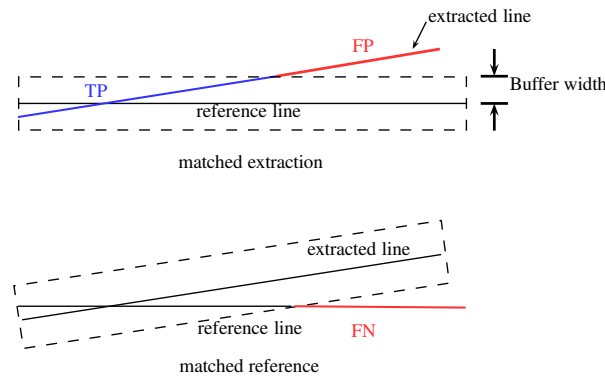 extracted line
FP
Buffer width
TP
reference line
matched extraction
extracted line
reference line
FN
matched reference